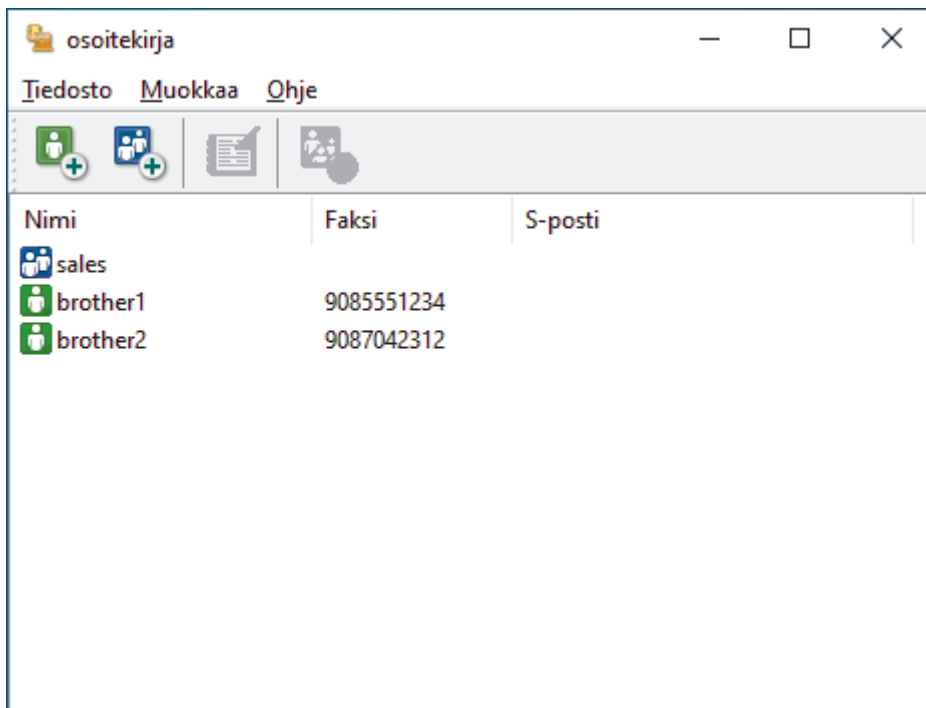 osoitekirja
Tiedosto Muokkaa Ohje
Nimi Faksi S-posti
sales
brother1 9085551234
brother2 9087042312